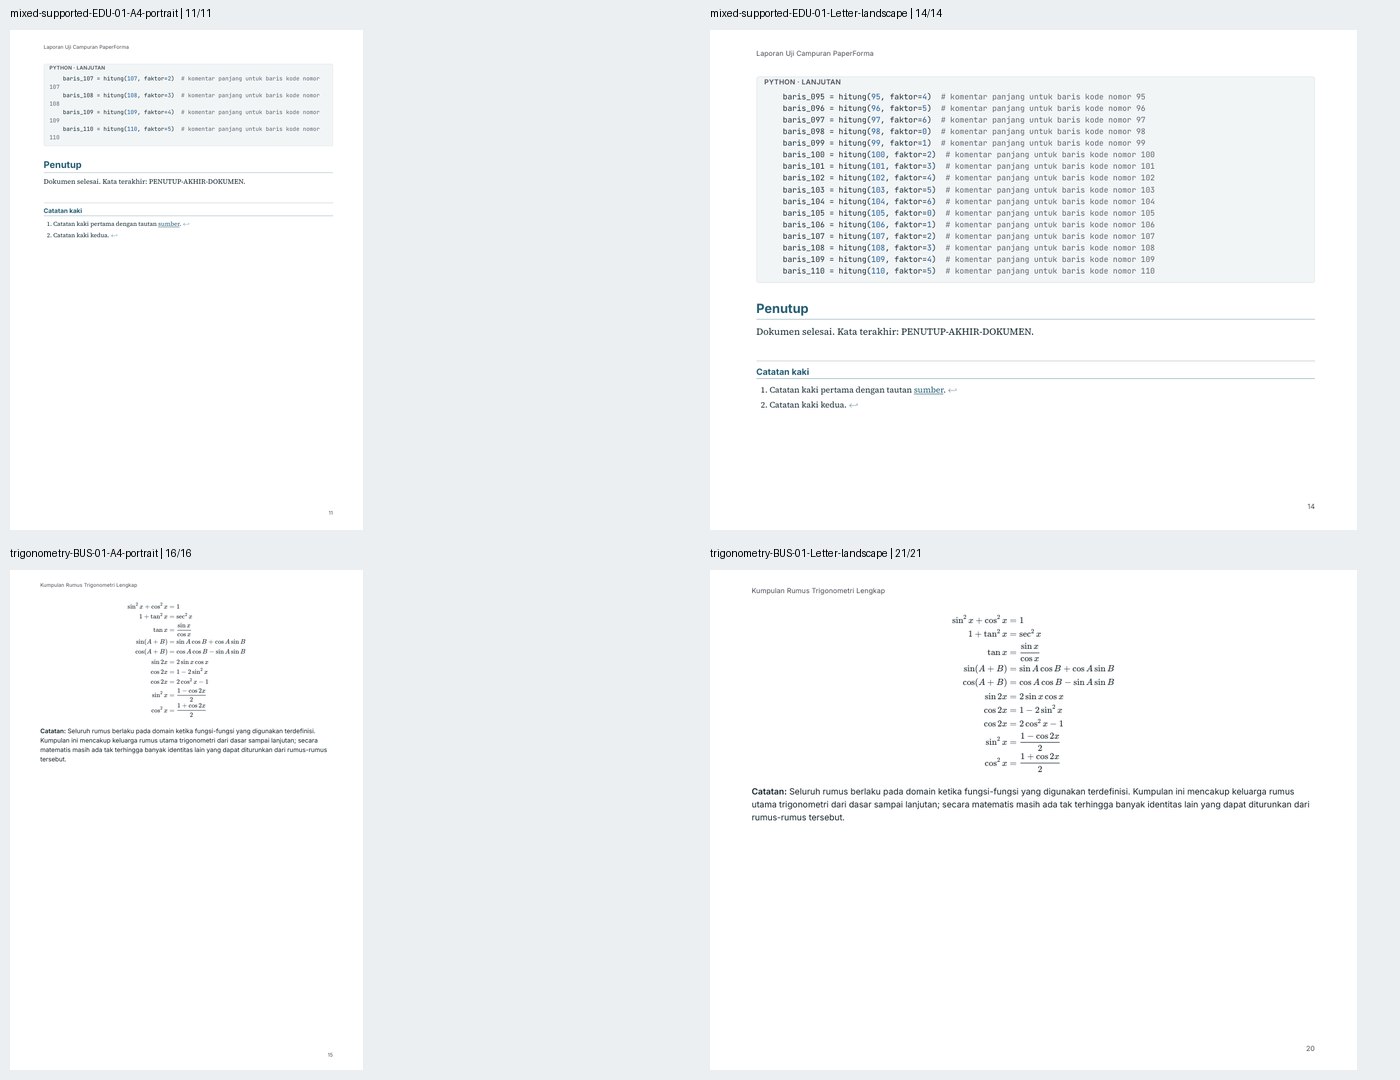 mixed-supported-EDU-01-A4-portrait | 11/11
Laporan Uji Campuran PaperForma
PYTHON · LANJUTAN
baris_107 = hitung(107, faktor=2)  # komentar panjang untuk baris kode nomor
107
baris_108 = hitung(108, faktor=3)  # komentar panjang untuk baris kode nomor
108
baris_109 = hitung(109, faktor=4)  # komentar panjang untuk baris kode nomor
109
baris_110 = hitung(110, faktor=5)  # komentar panjang untuk baris kode nomor
110
Penutup
Dokumen selesai. Kata terakhir: PENUTUP-AKHIR-DOKUMEN.
Catatan kaki
1. Catatan kaki pertama dengan tautan sumber. ↩
2. Catatan kaki kedua. ↩
11
mixed-supported-EDU-01-Letter-landscape | 14/14
Laporan Uji Campuran PaperForma
PYTHON · LANJUTAN
baris_095 = hitung(95, faktor=4)  # komentar panjang untuk baris kode nomor 95
baris_096 = hitung(96, faktor=5)  # komentar panjang untuk baris kode nomor 96
baris_097 = hitung(97, faktor=6)  # komentar panjang untuk baris kode nomor 97
baris_098 = hitung(98, faktor=0)  # komentar panjang untuk baris kode nomor 98
baris_099 = hitung(99, faktor=1)  # komentar panjang untuk baris kode nomor 99
baris_100 = hitung(100, faktor=2)  # komentar panjang untuk baris kode nomor 100
baris_101 = hitung(101, faktor=3)  # komentar panjang untuk baris kode nomor 101
baris_102 = hitung(102, faktor=4)  # komentar panjang untuk baris kode nomor 102
baris_103 = hitung(103, faktor=5)  # komentar panjang untuk baris kode nomor 103
baris_104 = hitung(104, faktor=6)  # komentar panjang untuk baris kode nomor 104
baris_105 = hitung(105, faktor=0)  # komentar panjang untuk baris kode nomor 105
baris_106 = hitung(106, faktor=1)  # komentar panjang untuk baris kode nomor 106
baris_107 = hitung(107, faktor=2)  # komentar panjang untuk baris kode nomor 107
baris_108 = hitung(108, faktor=3)  # komentar panjang untuk baris kode nomor 108
baris_109 = hitung(109, faktor=4)  # komentar panjang untuk baris kode nomor 109
baris_110 = hitung(110, faktor=5)  # komentar panjang untuk baris kode nomor 110
Penutup
Dokumen selesai. Kata terakhir: PENUTUP-AKHIR-DOKUMEN.
Catatan kaki
1. Catatan kaki pertama dengan tautan sumber. ↩
2. Catatan kaki kedua. ↩
14
trigonometry-BUS-01-A4-portrait | 16/16
Kumpulan Rumus Trigonometri Lengkap
sin² x + cos² x = 1
1 + tan² x = sec² x
tan x = sin x / cos x
sin(A + B) = sin A cos B + cos A sin B
cos(A + B) = cos A cos B − sin A sin B
sin 2x = 2 sin x cos x
cos 2x = 1 − 2 sin² x
cos 2x = 2 cos² x − 1
sin² x = (1 − cos 2x) / 2
cos² x = (1 + cos 2x) / 2
Catatan: Seluruh rumus berlaku pada domain ketika fungsi-fungsi yang digunakan terdefinisi.
Kumpulan ini mencakup keluarga rumus utama trigonometri dari dasar sampai lanjutan; secara
matematis masih ada tak terhingga banyak identitas lain yang dapat diturunkan dari rumus-rumus
tersebut.
15
trigonometry-BUS-01-Letter-landscape | 21/21
Kumpulan Rumus Trigonometri Lengkap
sin² x + cos² x = 1
1 + tan² x = sec² x
tan x = sin x / cos x
sin(A + B) = sin A cos B + cos A sin B
cos(A + B) = cos A cos B − sin A sin B
sin 2x = 2 sin x cos x
cos 2x = 1 − 2 sin² x
cos 2x = 2 cos² x − 1
sin² x = (1 − cos 2x) / 2
cos² x = (1 + cos 2x) / 2
Catatan: Seluruh rumus berlaku pada domain ketika fungsi-fungsi yang digunakan terdefinisi. Kumpulan ini mencakup keluarga rumus
utama trigonometri dari dasar sampai lanjutan; secara matematis masih ada tak terhingga banyak identitas lain yang dapat diturunkan dari
rumus-rumus tersebut.
20